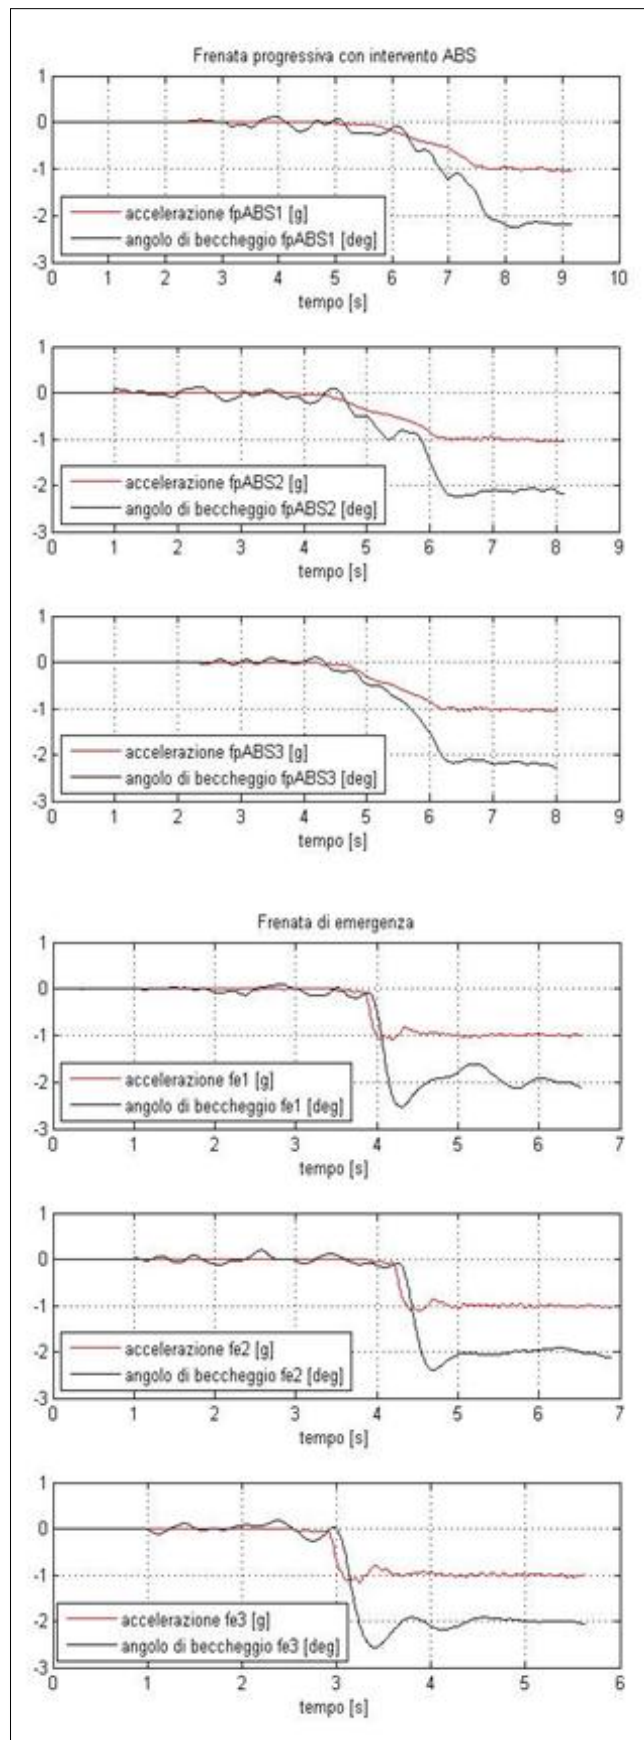 Frenata progressiva con intervento ABS
1
0
-1
-2
-3
accelerazione fpABS1 [g]
angolo di beccheggio fpABS1 [deg]
0 1 2 3 4 5 6 7 8 9 10
tempo [s]
1
0
-1
-2
-3
accelerazione fpABS2 [g]
angolo di beccheggio fpABS2 [deg]
0 1 2 3 4 5 6 7 8 9
tempo [s]
1
0
-1
-2
-3
accelerazione fpABS3 [g]
angolo di beccheggio fpABS3 [deg]
0 1 2 3 4 5 6 7 8 9
tempo [s]
Frenata di emergenza
1
0
-1
-2
-3
accelerazione fe1 [g]
angolo di beccheggio fe1 [deg]
0 1 2 3 4 5 6 7
tempo [s]
1
0
-1
-2
-3
accelerazione fe2 [g]
angolo di beccheggio fe2 [deg]
0 1 2 3 4 5 6 7
tempo [s]
1
0
-1
-2
-3
accelerazione fe3 [g]
angolo di beccheggio fe3 [deg]
0 1 2 3 4 5 6
tempo [s]